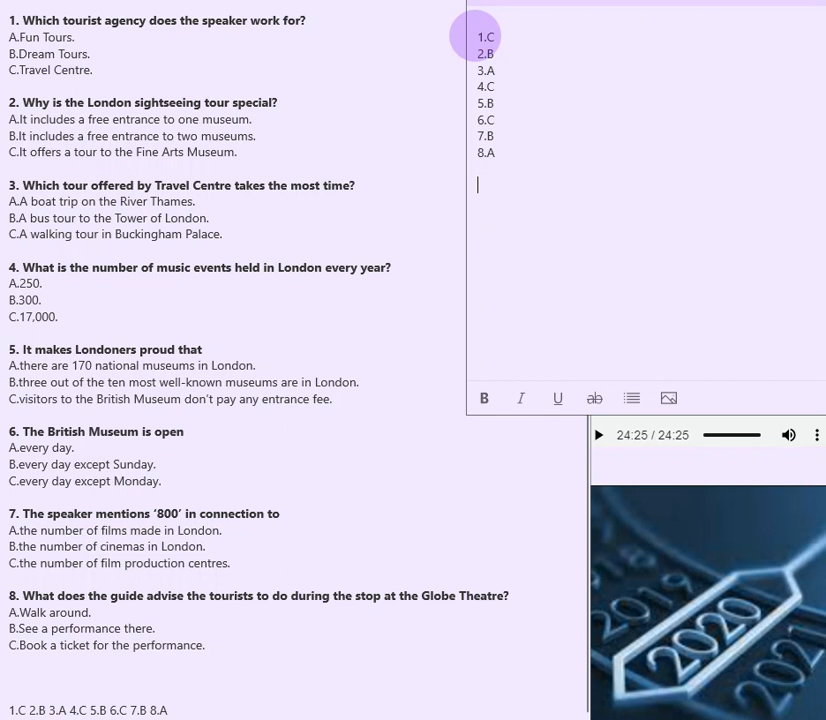 1. Which tourist agency does the speaker work for?
A.Fun Tours.
B.Dream Tours.
C.Travel Centre.
2. Why is the London sightseeing tour special?
A.It includes a free entrance to one museum.
B.It includes a free entrance to two museums.
C.It offers a tour to the Fine Arts Museum.
3. Which tour offered by Travel Centre takes the most time?
A.A boat trip on the River Thames.
B.A bus tour to the Tower of London.
C.A walking tour in Buckingham Palace.
4. What is the number of music events held in London every year?
A.250.
B.300.
C.17,000.
5. It makes Londoners proud that
A.there are 170 national museums in London.
B.three out of the ten most well-known museums are in London.
C.visitors to the British Museum don’t pay any entrance fee.
6. The British Museum is open
A.every day.
B.every day except Sunday.
C.every day except Monday.
7. The speaker mentions ‘800’ in connection to
A.the number of films made in London.
B.the number of cinemas in London.
C.the number of film production centres.
8. What does the guide advise the tourists to do during the stop at the Globe Theatre?
A.Walk around.
B.See a performance there.
C.Book a ticket for the performance.
1.C 2.B 3.A 4.C 5.B 6.C 7.B 8.A
1.C
2.B
3.A
4.C
5.B
6.C
7.B
8.A
B I U ab
24:25 / 24:25
2019
2020
2021